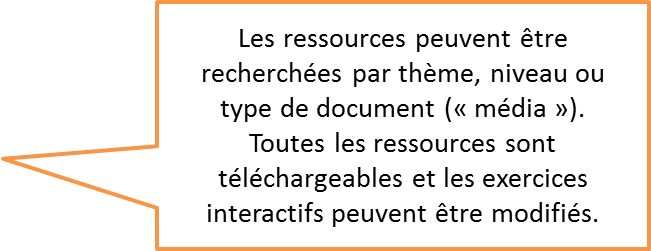 Les ressources peuvent être
recherchées par thème, niveau ou
type de document (« média »).
Toutes les ressources sont
téléchargeables et les exercices
interactifs peuvent être modifiés.